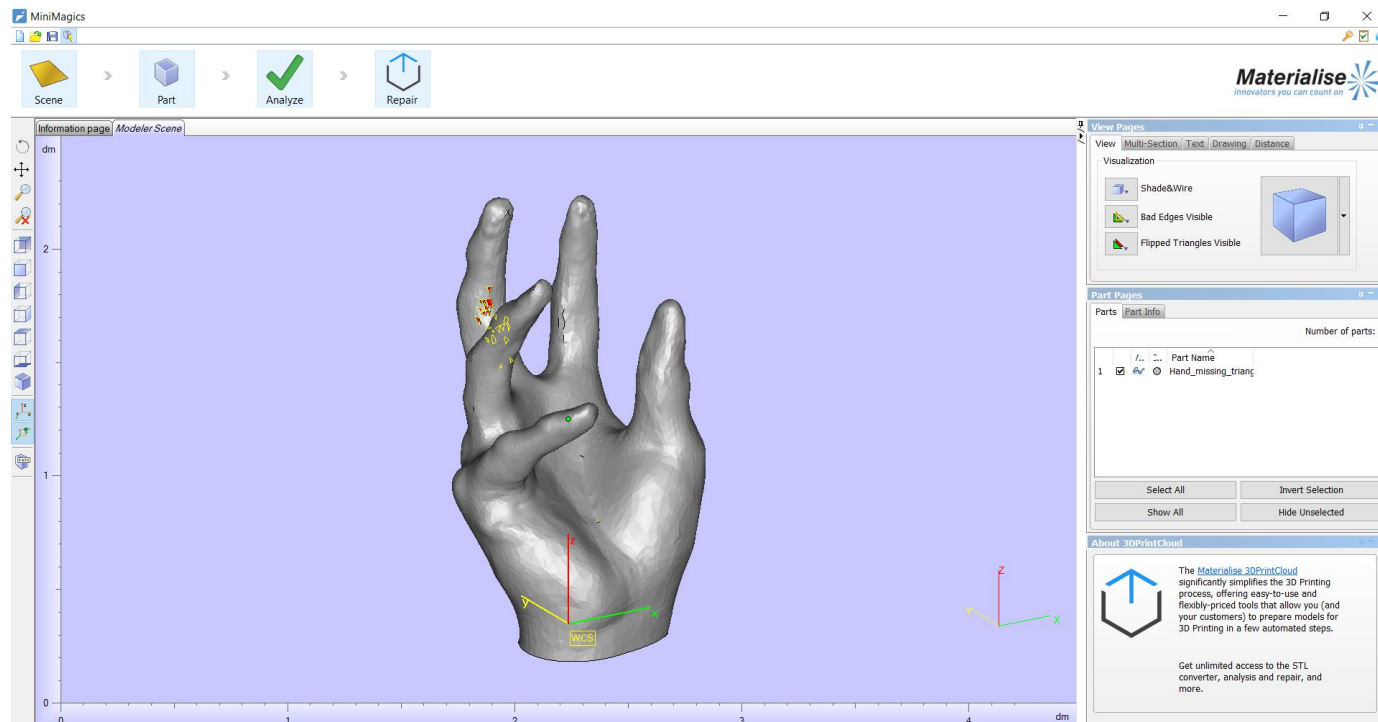 MiniMagics
Scene
Part
Analyze
Repair
Materialise
innovators you can count on
Information page
Modeler Scene
dm
2
1
0
0
1
2
3
4
dm
z
y
x
WCS
Z
Y
X
View Pages
View Multi-Section Text Drawing Distance
Visualization
Shade&Wire
Bad Edges Visible
Flipped Triangles Visible
Part Pages
Parts Part Info
Number of parts:
Part Name
1 Hand_missing_triang
Select All Invert Selection
Show All Hide Unselected
About 3DPrintCloud
The Materialise 3DPrintCloud
significantly simplifies the 3D Printing
process, offering easy-to-use and
flexibly-priced tools that allow you (and
your customers) to prepare models for
3D Printing in a few automated steps.
Get unlimited access to the STL
converter, analysis and repair, and
more.